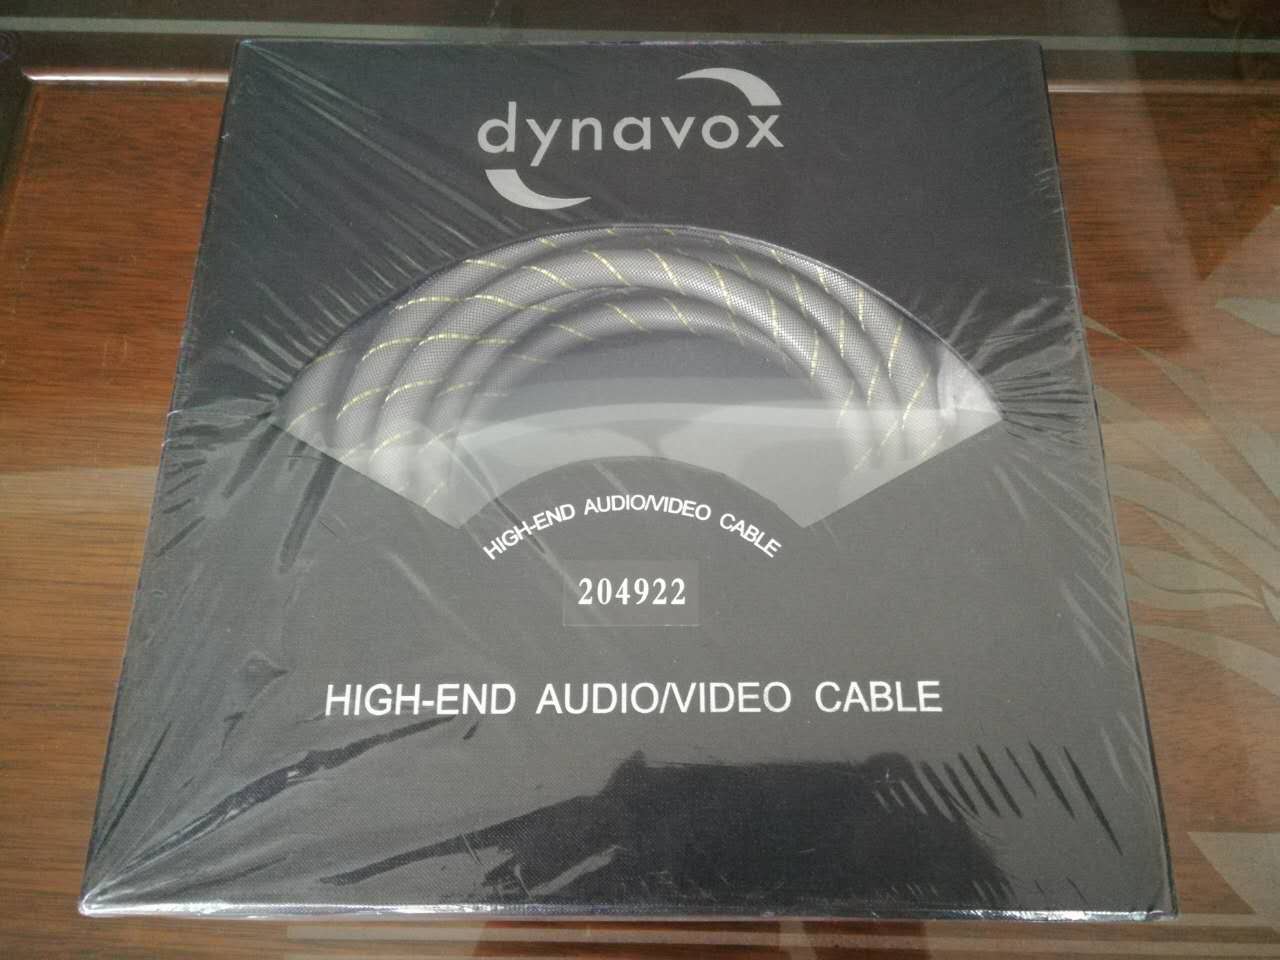 dynavox
HIGH-END AUDIO/VIDEO CABLE
204922
HIGH-END AUDIO/VIDEO CABLE